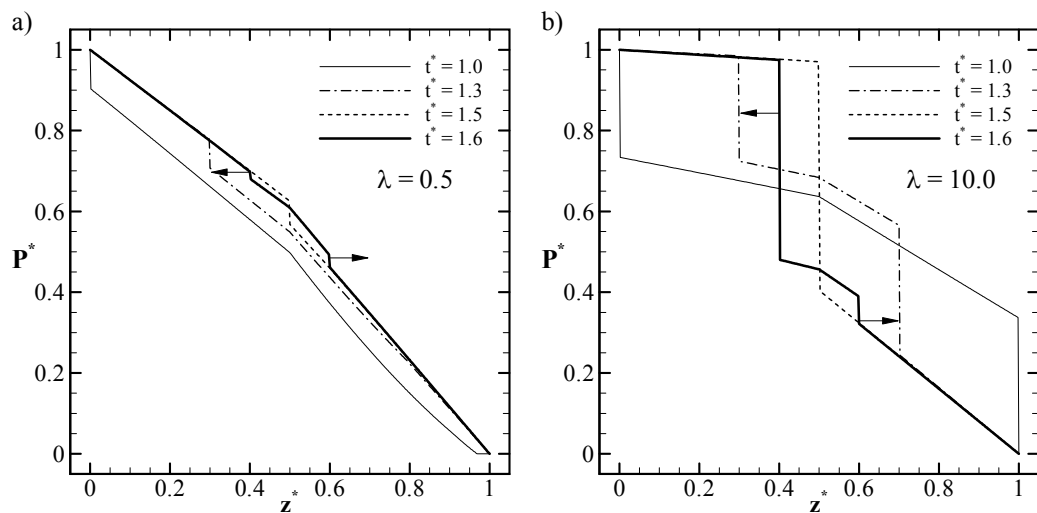 a)
1
0.8
0.6
0.4
0.2
0
P*
0 0.2 0.4 0.6 0.8 1
z*
t* = 1.0
t* = 1.3
t* = 1.5
t* = 1.6
λ = 0.5
b)
1
0.8
0.6
0.4
0.2
0
P*
0 0.2 0.4 0.6 0.8 1
z*
t* = 1.0
t* = 1.3
t* = 1.5
t* = 1.6
λ = 10.0